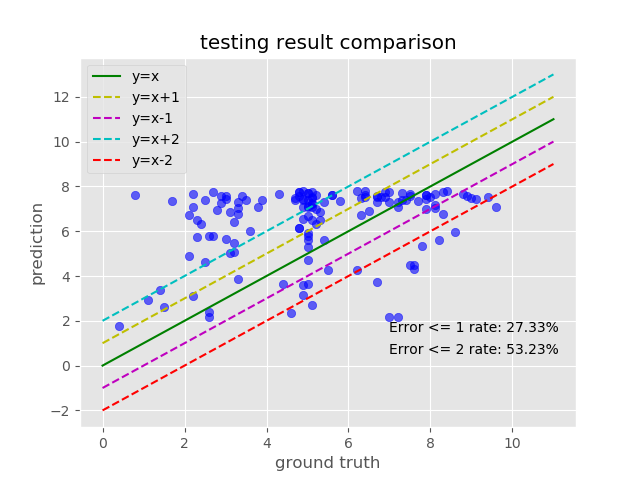 testing result comparison
y=x
y=x+1
y=x-1
y=x+2
y=x-2
12
10
8
6
4
2
0
−2
prediction
Error <= 1 rate: 27.33%
Error <= 2 rate: 53.23%
0 2 4 6 8 10
ground truth